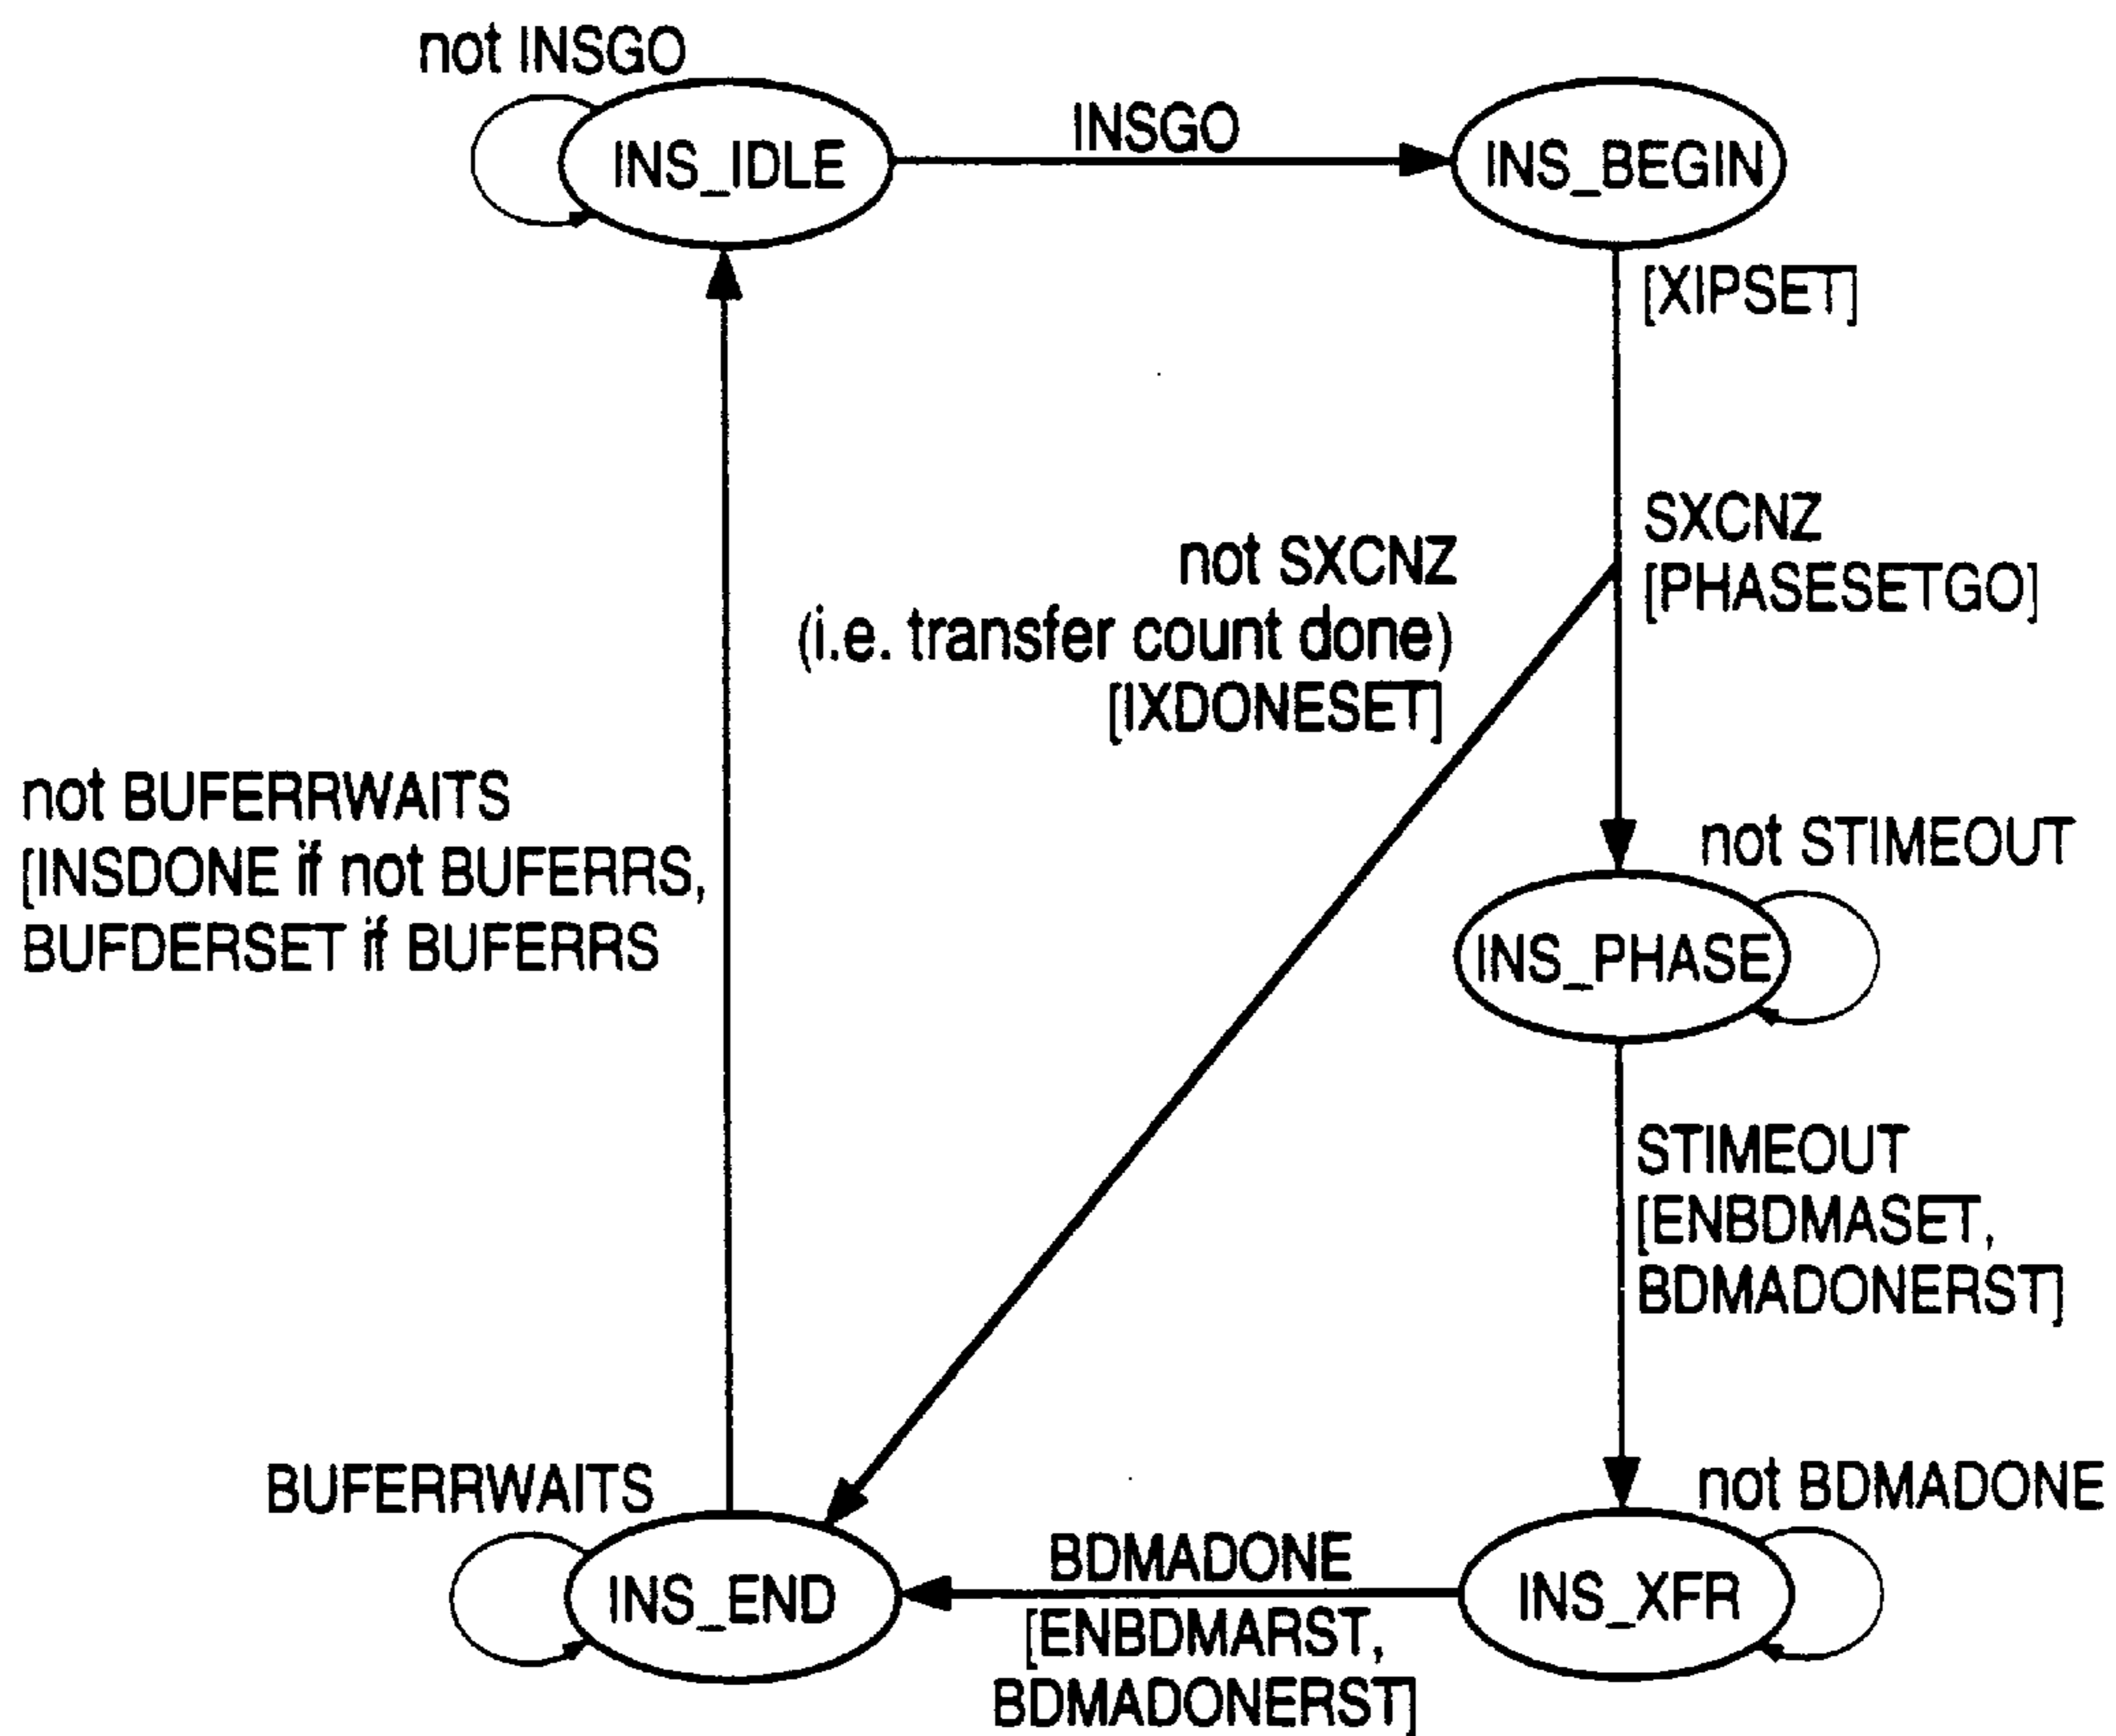 not INSGO
INS_IDLE
INSGO
INS_BEGIN
[XIPSET]
SXCNZ
[PHASESETGO]
not SXCNZ
(i.e. transfer count done)
[IXDONESET]
not BUFERRWAITS
[INSDONE if not BUFERRS,
BUFDERSET if BUFERRS
not STIMEOUT
INS_PHASE
STIMEOUT
[ENBDMASET,
BDMADONERST]
BUFERRWAITS
INS_END
BDMADONE
[ENBDMARST,
BDMADONERST]
not BDMADONE
INS_XFR